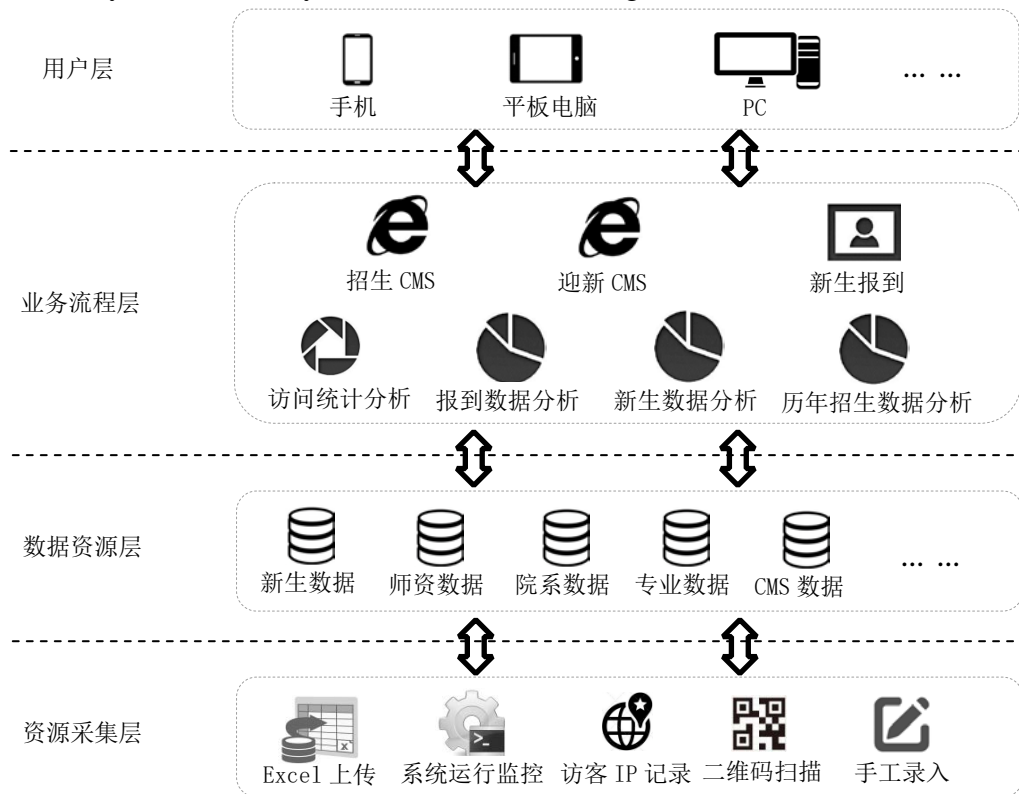 用户层
手机 平板电脑 PC … …
业务流程层
招生 CMS 迎新 CMS 新生报到
访问统计分析 报到数据分析 新生数据分析 历年招生数据分析
数据资源层
新生数据 师资数据 院系数据 专业数据 CMS 数据 … …
资源采集层
Excel 上传 系统运行监控 访客 IP 记录 二维码扫描 手工录入